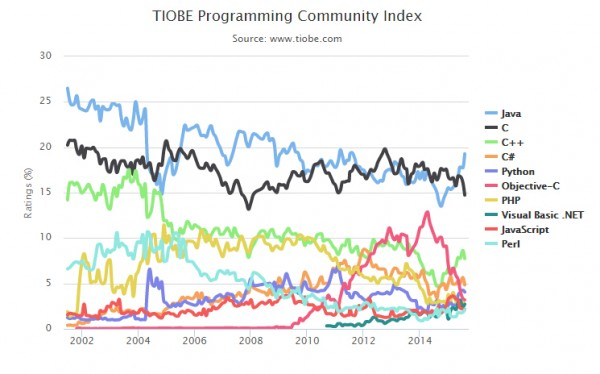 TIOBE Programming Community Index
Source: www.tiobe.com
Ratings (%)
30
25
20
15
10
5
0
2002
2004
2006
2008
2010
2012
2014
Java
C
C++
C#
Python
Objective-C
PHP
Visual Basic .NET
JavaScript
Perl